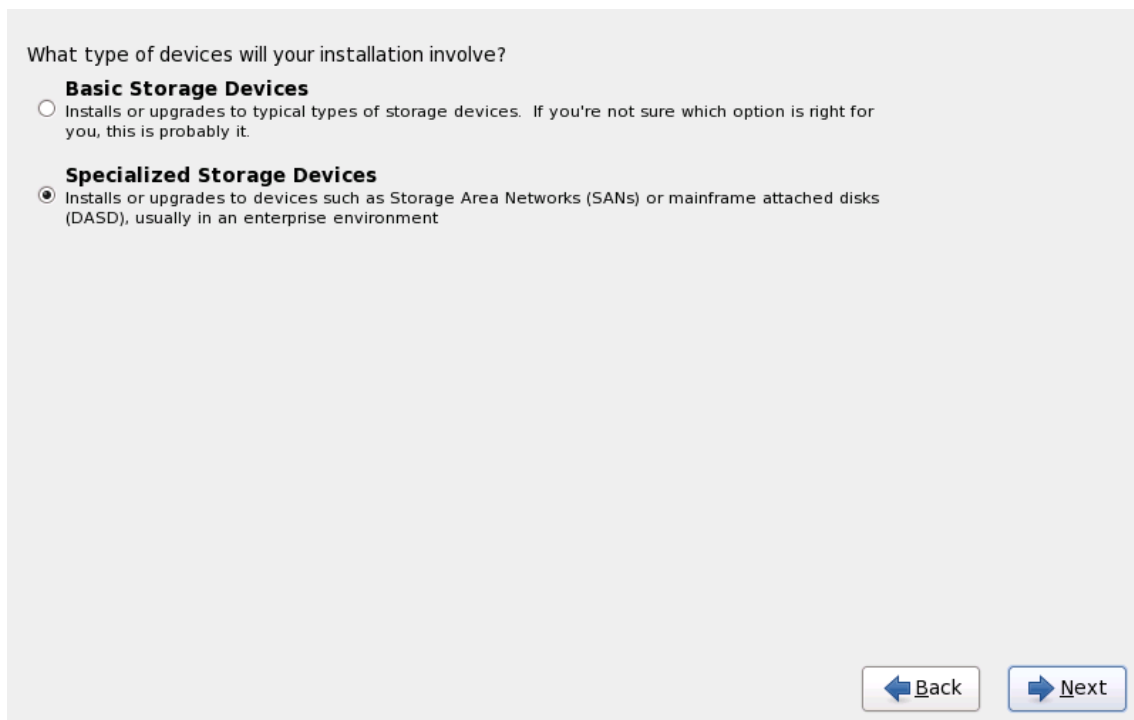 What type of devices will your installation involve?
Basic Storage Devices
Installs or upgrades to typical types of storage devices.  If you're not sure which option is right for
you, this is probably it.
Specialized Storage Devices
Installs or upgrades to devices such as Storage Area Networks (SANs) or mainframe attached disks
(DASD), usually in an enterprise environment
Back
Next